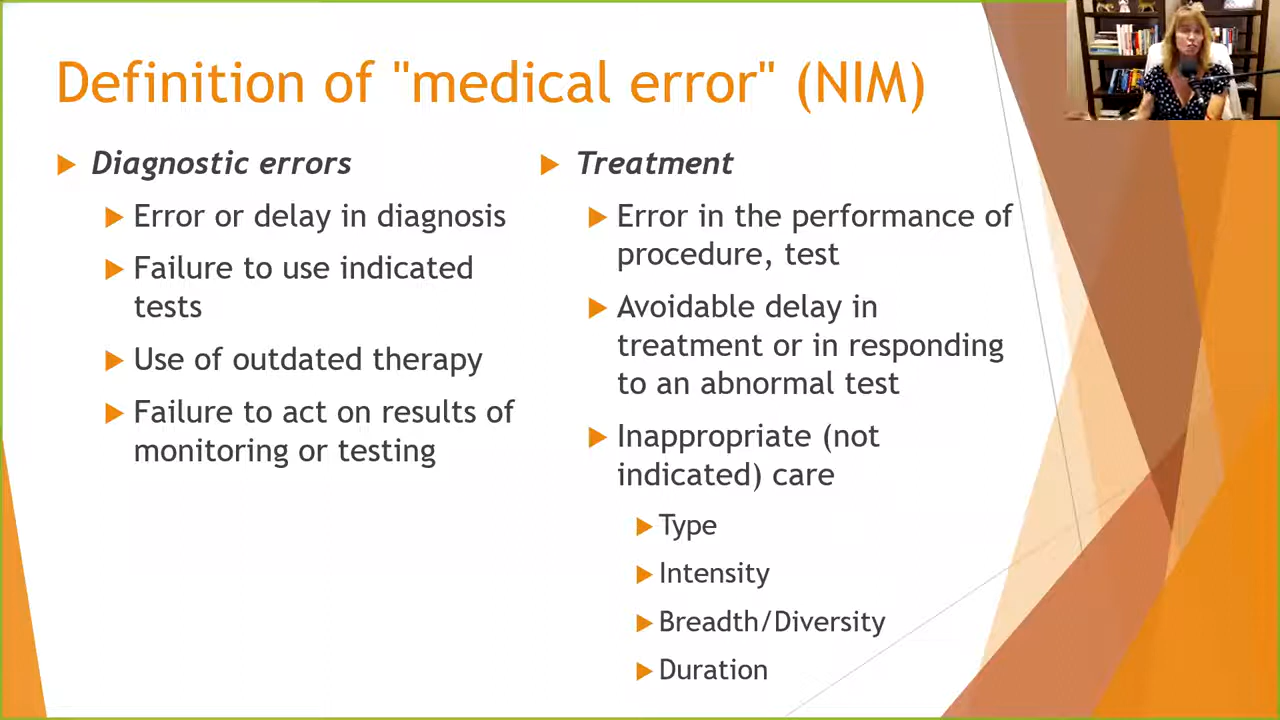 Definition of "medical error" (NIM)
Diagnostic errors
Error or delay in diagnosis
Failure to use indicated
tests
Use of outdated therapy
Failure to act on results of
monitoring or testing
Treatment
Error in the performance of
procedure, test
Avoidable delay in
treatment or in responding
to an abnormal test
Inappropriate (not
indicated) care
Type
Intensity
Breadth/Diversity
Duration